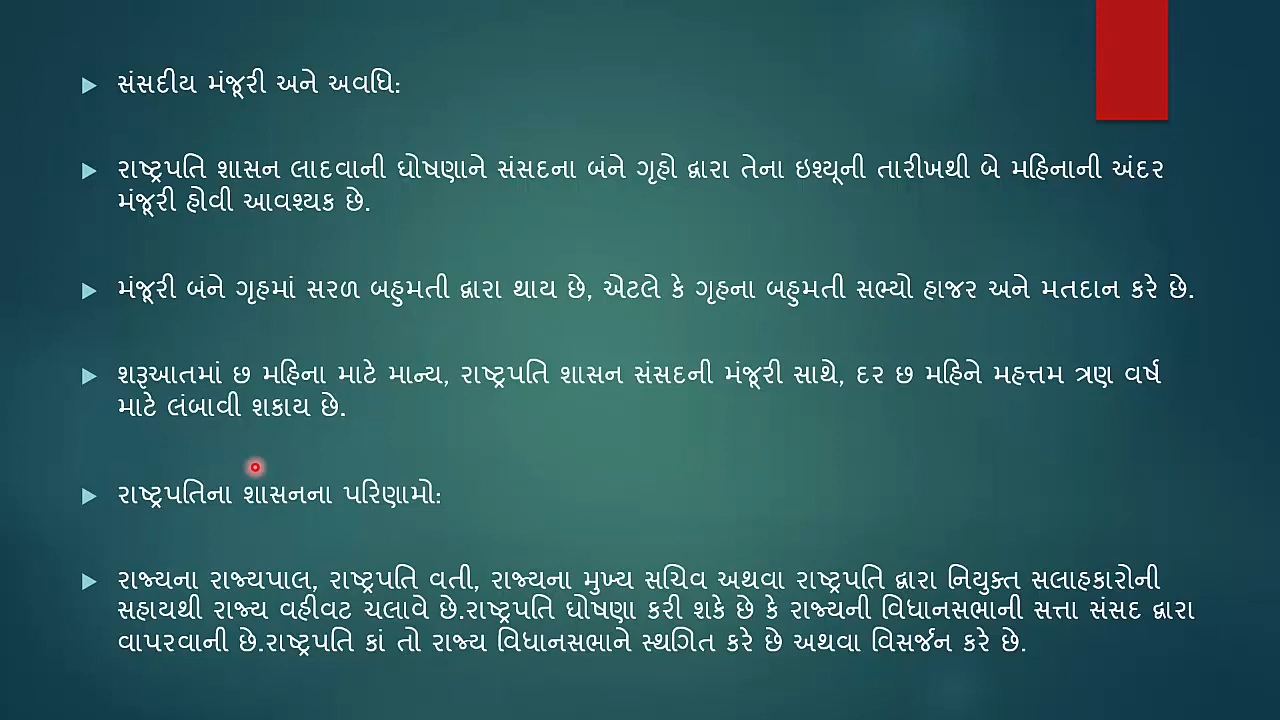 સંસદીય મંજૂરી અને અવધિ:
રાષ્ટ્રપતિ શાસન લાદવાની ઘોષણાને સંસદના બંને ગૃહો દ્વારા તેના ઇશ્યૂની તારીખથી બે મહિનાની અંદર
મંજૂરી હોવી આવશ્યક છે.
મંજૂરી બંને ગૃહમાં સરળ બહુમતી દ્વારા થાય છે, એટલે કે ગૃહના બહુમતી સભ્યો હાજર અને મતદાન કરે છે.
શરૂઆતમાં છ મહિના માટે માન્ય, રાષ્ટ્રપતિ શાસન સંસદની મંજૂરી સાથે, દર છ મહિને મહત્તમ ત્રણ વર્ષ
માટે લંબાવી શકાય છે.
રાષ્ટ્રપતિના શાસનના પરિણામો:
રાજ્યના રાજ્યપાલ, રાષ્ટ્રપતિ વતી, રાજ્યના મુખ્ય સચિવ અથવા રાષ્ટ્રપતિ દ્વારા નિયુક્ત સલાહકારોની
સહાયથી રાજ્ય વહીવટ ચલાવે છે.રાષ્ટ્રપતિ ઘોષણા કરી શકે છે કે રાજ્યની વિધાનસભાની સત્તા સંસદ દ્વારા
વાપરવાની છે.રાષ્ટ્રપતિ કાં તો રાજ્ય વિધાનસભાને સ્થગિત કરે છે અથવા વિસર્જન કરે છે.